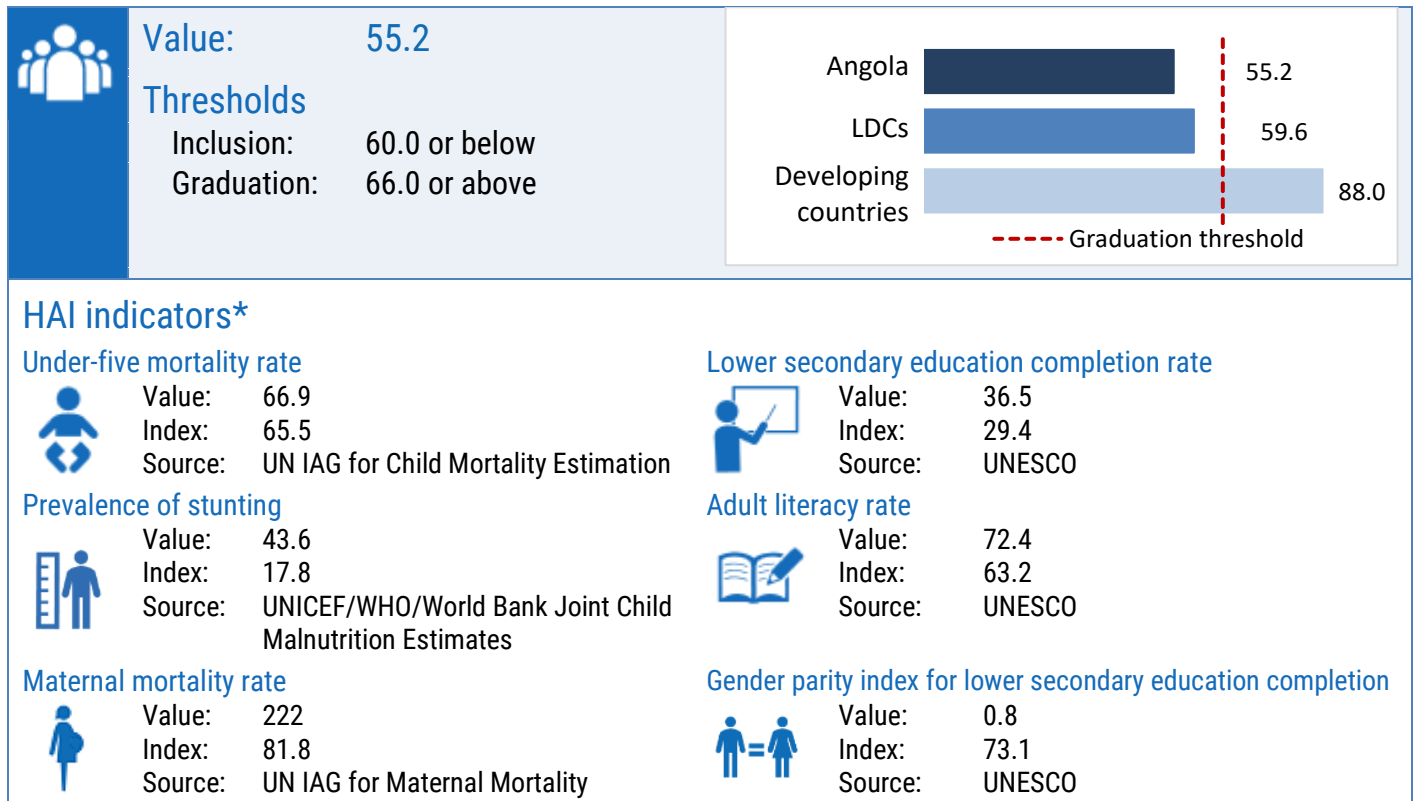 Value: 55.2
Thresholds
Inclusion: 60.0 or below
Graduation: 66.0 or above
Angola 55.2
LDCs 59.6
Developing
countries 88.0
Graduation threshold
HAI indicators*
Under-five mortality rate
Value: 66.9
Index: 65.5
Source: UN IAG for Child Mortality Estimation
Prevalence of stunting
Value: 43.6
Index: 17.8
Source: UNICEF/WHO/World Bank Joint Child
Malnutrition Estimates
Maternal mortality rate
Value: 222
Index: 81.8
Source: UN IAG for Maternal Mortality
Lower secondary education completion rate
Value: 36.5
Index: 29.4
Source: UNESCO
Adult literacy rate
Value: 72.4
Index: 63.2
Source: UNESCO
Gender parity index for lower secondary education completion
Value: 0.8
Index: 73.1
Source: UNESCO